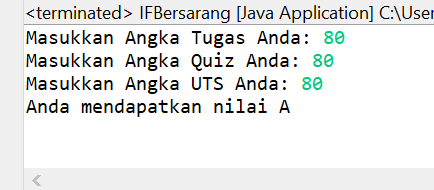 <terminated> IFBersarang [Java Application] C:\User
Masukkan Angka Tugas Anda: 80
Masukkan Angka Quiz Anda: 80
Masukkan Angka UTS Anda: 80
Anda mendapatkan nilai A